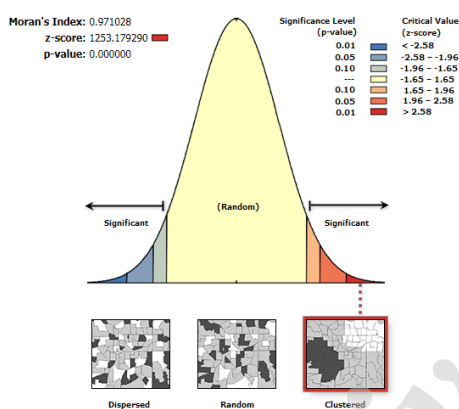 Moran's Index: 0.971028
z-score: 1253.179290
p-value: 0.000000
Significance Level
(p-value)
Critical Value
(z-score)
0.01 < -2.58
0.05 -2.58 – -1.96
0.10 -1.96 – -1.65
--- -1.65 – 1.65
0.10 1.65 – 1.96
0.05 1.96 – 2.58
0.01 > 2.58
(Random)
Significant
Significant
Dispersed
Random
Clustered